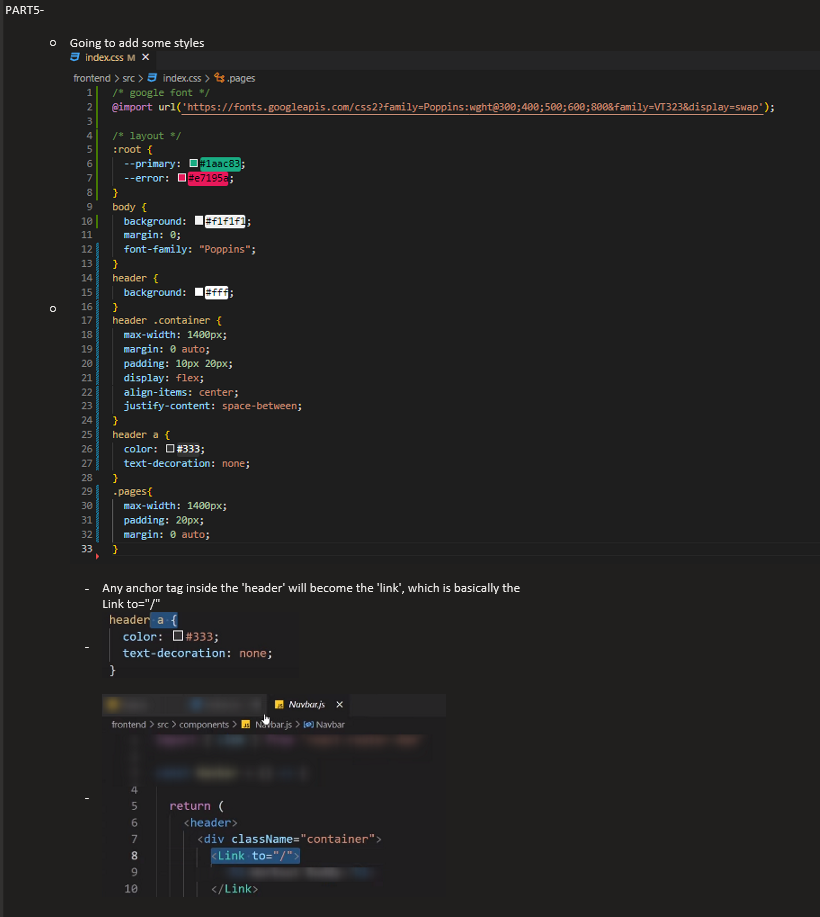 PART5-
Going to add some styles
index.css M
frontend > src > index.css > .pages
1 /* google font */
2 @import url('https://fonts.googleapis.com/css2?family=Poppins:wght@300;400;500;600;800&family=VT323&display=swap');
3
4 /* layout */
5 :root {
6 --primary: #1aac83;
7 --error: #e7195a;
8 }
9 body {
10 background: #f1f1f1;
11 margin: 0;
12 font-family: "Poppins";
13 }
14 header {
15 background: #fff;
16 }
17 header .container {
18 max-width: 1400px;
19 margin: 0 auto;
20 padding: 10px 20px;
21 display: flex;
22 align-items: center;
23 justify-content: space-between;
24 }
25 header a {
26 color: #333;
27 text-decoration: none;
28 }
29 .pages{
30 max-width: 1400px;
31 padding: 20px;
32 margin: 0 auto;
33 }
- Any anchor tag inside the 'header' will become the 'link', which is basically the
Link to="/"
header a {
- color: #333;
text-decoration: none;
}
JS Navbar.js
frontend > src > components > JS Navbar.js > Navbar
4
5 return (
6 <header>
7 <div className="container">
8 <Link to="/">
9
10 </Link>